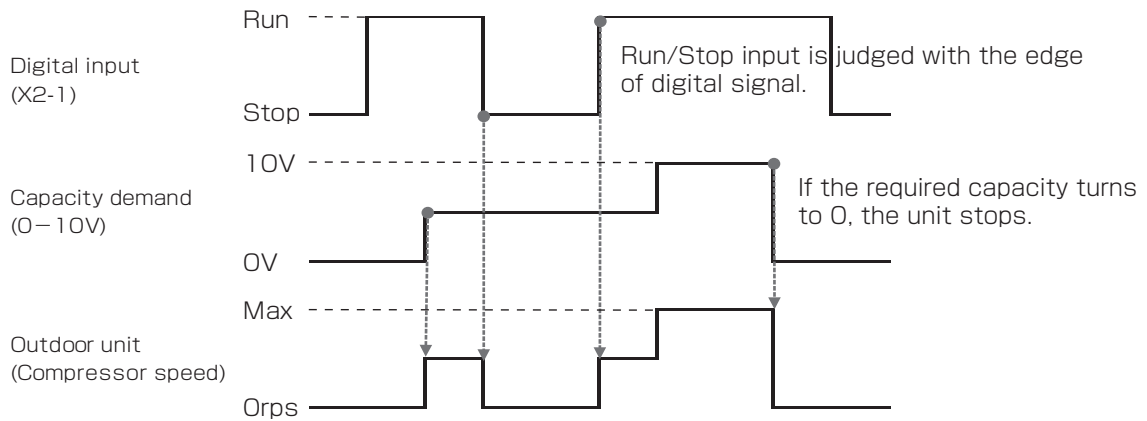 Run
Digital input
(X2-1)
Run/Stop input is judged with the edge
of digital signal.
Stop
10V
Capacity demand
(0−10V)
If the required capacity turns
to 0, the unit stops.
0V
Max
Outdoor unit
(Compressor speed)
0rps